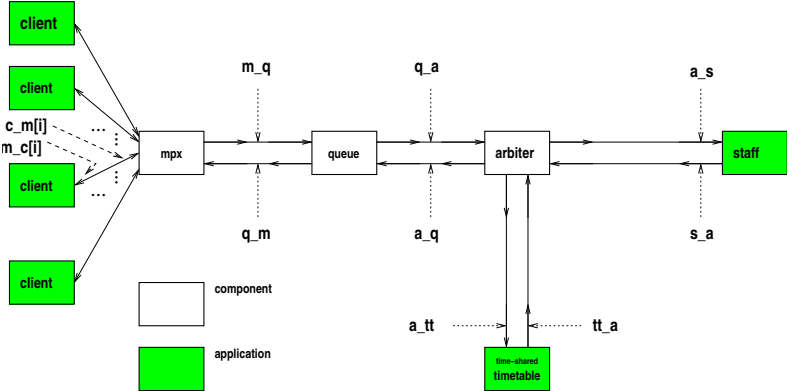 client
m_q
q_a
a_s
client
c_m[i]
...
m_c[i]
mpx
queue
arbiter
staff
client
...
q_m
a_q
s_a
client
component
a_tt
tt_a
application
time-shared
timetable